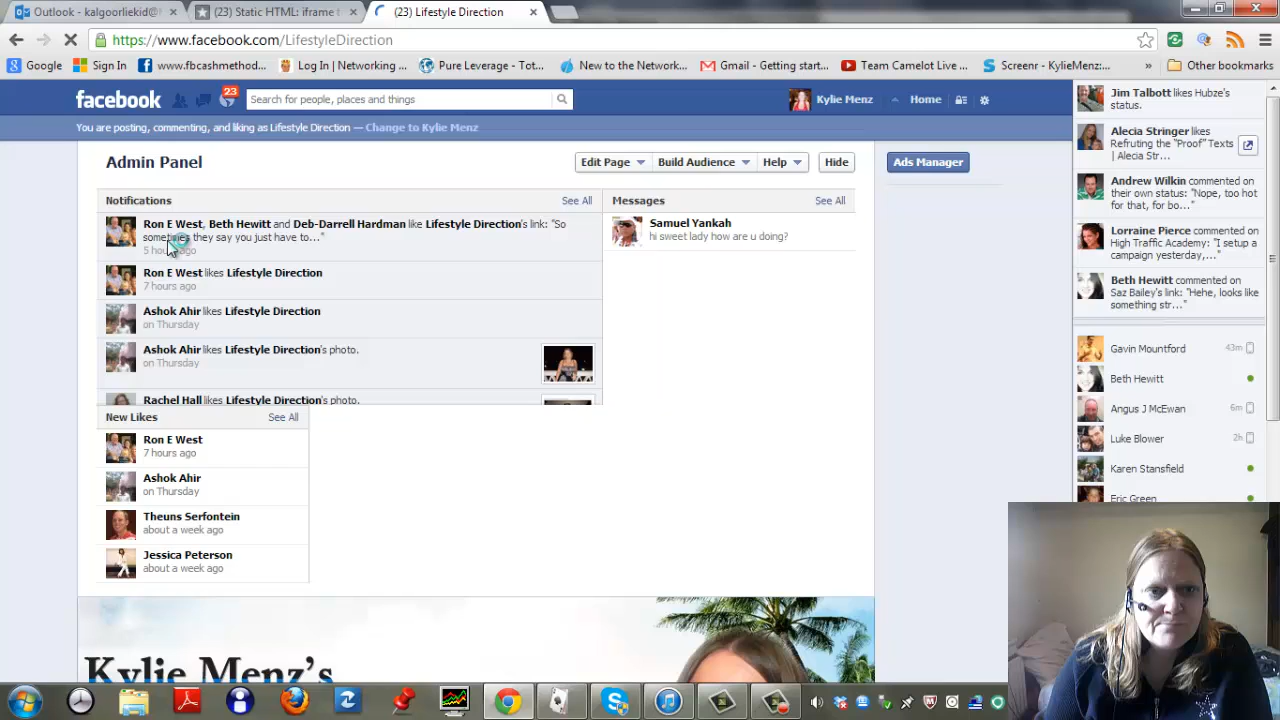 Outlook - kalgoorliekid@
(23) Static HTML: iframe t
(23) Lifestyle Direction
https://www.facebook.com/LifestyleDirection
Google
Sign In
www.fbcashmethod...
Log In | Networking ...
Pure Leverage - Tot...
New to the Network...
Gmail - Getting start...
Team Camelot Live...
Screenr - KylieMenz:...
»
Other bookmarks
facebook
23
Search for people, places and things
Kylie Menz
Home
You are posting, commenting, and liking as Lifestyle Direction — Change to Kylie Menz
Admin Panel
Edit Page
Build Audience
Help
Hide
Ads Manager
Notifications
See All
Ron E West, Beth Hewitt and Deb-Darrell Hardman like Lifestyle Direction's link: "So
sometimes they say you just have to..."
5 hours ago
Ron E West likes Lifestyle Direction
7 hours ago
Ashok Ahir likes Lifestyle Direction
on Thursday
Ashok Ahir likes Lifestyle Direction's photo.
on Thursday
Rachel Hall likes Lifestyle Direction's photo.
Messages
See All
Samuel Yankah
hi sweet lady how are u doing?
New Likes
See All
Ron E West
7 hours ago
Ashok Ahir
on Thursday
Theuns Serfontein
about a week ago
Jessica Peterson
about a week ago
Kylie Menz's
Jim Talbott likes Hubze's
status.
Alecia Stringer likes
Refruting the "Proof" Texts
| Alecia Str...
Andrew Wilkin commented on
their own status: "Nope, too hot
for that, for bo..."
Lorraine Pierce commented on
High Traffic Academy: "I setup a
campaign yesterday,..."
Beth Hewitt commented on
Saz Bailey's link: "Hehe, looks like
something str..."
Gavin Mountford
43m
Beth Hewitt
Angus J McEwan
6m
Luke Blower
2h
Karen Stansfield
Eric Green